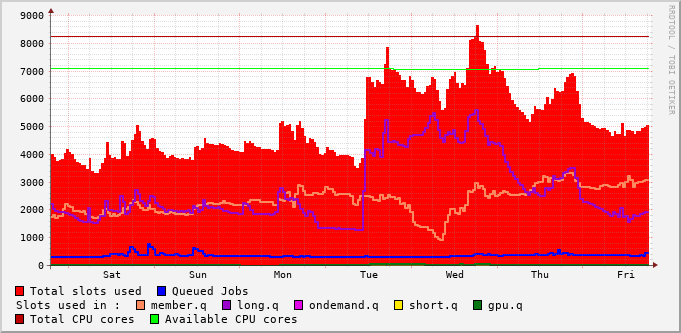 9000
8000
7000
6000
5000
4000
3000
2000
1000
0
Sat Sun Mon Tue Wed Thu Fri
RRDTOOL / TOBI OETIKER
Total slots used Queued Jobs
Slots used in : member.q long.q ondemand.q short.q gpu.q
Total CPU cores Available CPU cores